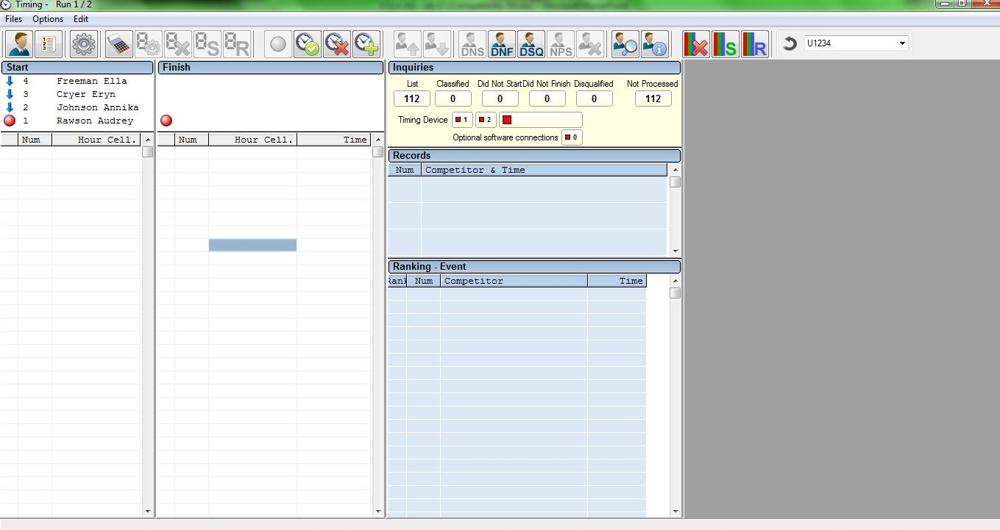 Timing - Run 1 / 2
Files Options Edit
DNS DNF DSQ NPS S R U1234
Start
4 Freeman Ella
3 Cryer Eryn
2 Johnson Annika
1 Rawson Audrey
Num Hour Cell.
Finish
Num Hour Cell. Time
Inquiries
List Classified Did Not Start Did Not Finish Disqualified Not Processed
112 0 0 0 0 112
Timing Device 1 2
Optional software connections 0
Records
Num Competitor & Time
Ranking - Event
Rank Num Competitor Time